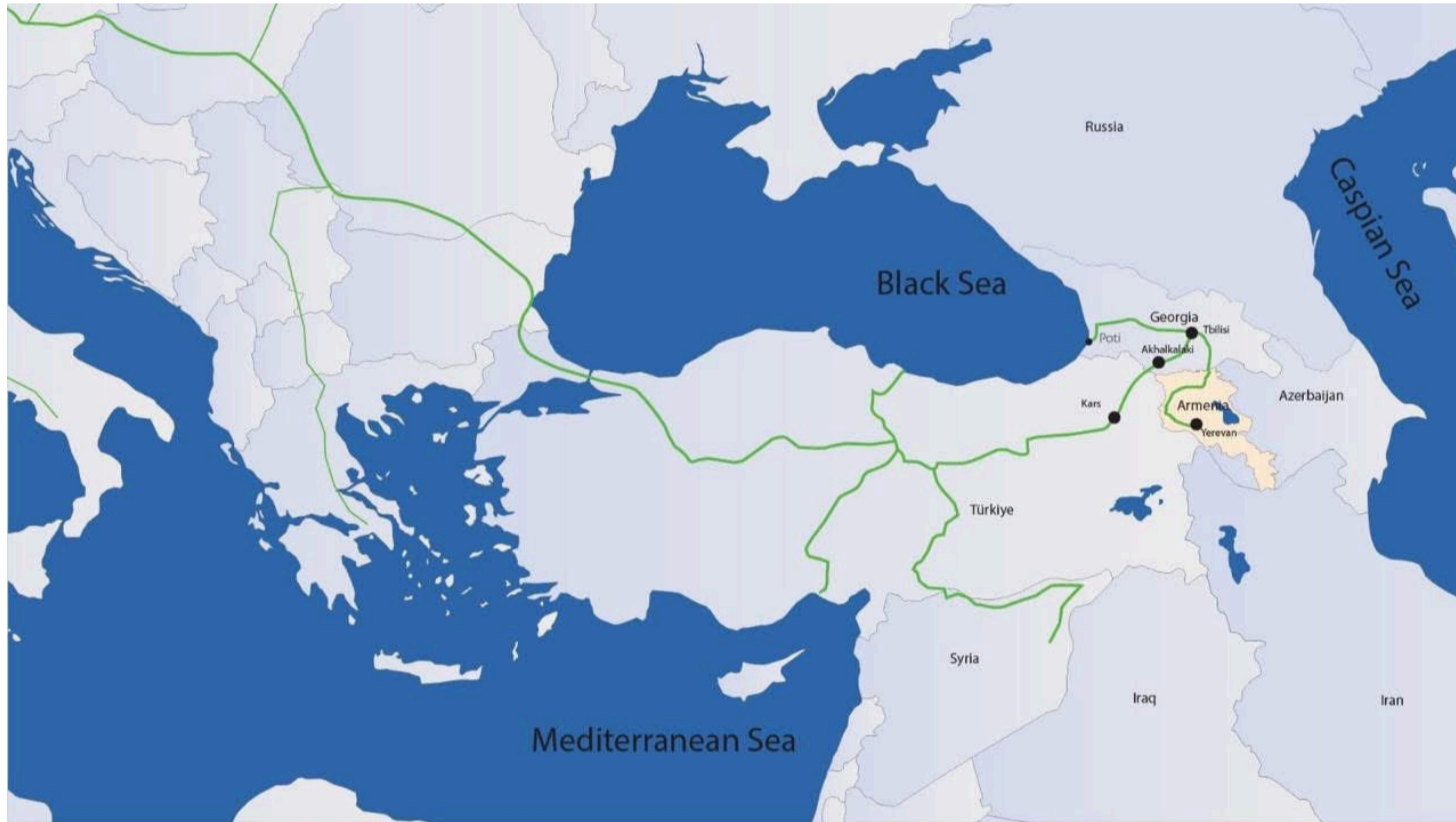 Russia
Caspian Sea
Black Sea
Georgia
Tbilisi
Poti
Akhalkalaki
Azerbaijan
Kars
Armenia
Yerevan
Türkiye
Syria
Iraq
Iran
Mediterranean Sea